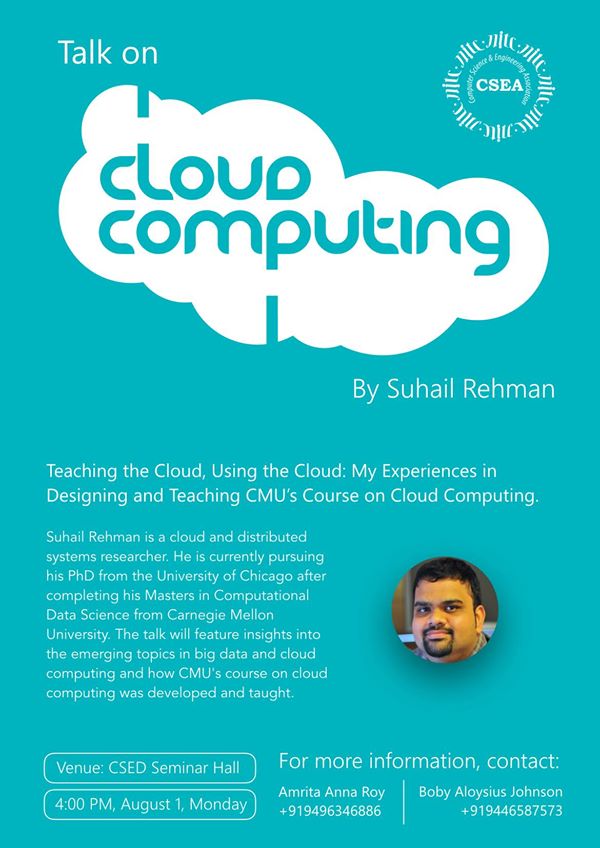 Talk on
Computer Science & Engineering Association
CSEA
cloud
computing
By Suhail Rehman
Teaching the Cloud, Using the Cloud: My Experiences in
Designing and Teaching CMU’s Course on Cloud Computing.
Suhail Rehman is a cloud and distributed
systems researcher. He is currently pursuing
his PhD from the University of Chicago after
completing his Masters in Computational
Data Science from Carnegie Mellon
University. The talk will feature insights into
the emerging topics in big data and cloud
computing and how CMU's course on cloud
computing was developed and taught.
Venue: CSED Seminar Hall
4:00 PM, August 1, Monday
For more information, contact:
Amrita Anna Roy
+919496346886
Boby Aloysius Johnson
+919446587573